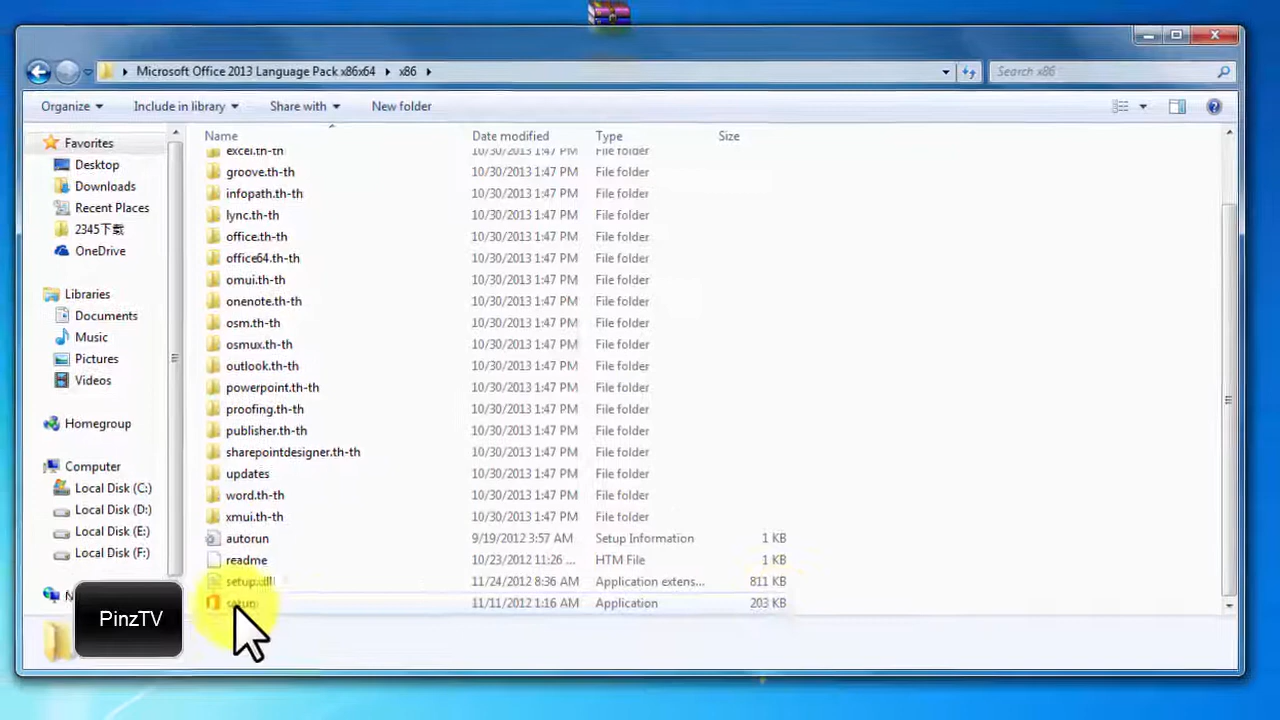 Microsoft Office 2013 Language Pack x86x64 x86 Search x86
Organize Include in library Share with New folder
Name Date modified Type Size
Favorites
Desktop
Downloads
Recent Places
2345下载
OneDrive
Libraries
Documents
Music
Pictures
Videos
Homegroup
Computer
Local Disk (C:)
Local Disk (D:)
Local Disk (E:)
Local Disk (F:)
excel.th-th 10/30/2013 1:47 PM File folder
groove.th-th 10/30/2013 1:47 PM File folder
infopath.th-th 10/30/2013 1:47 PM File folder
lync.th-th 10/30/2013 1:47 PM File folder
office.th-th 10/30/2013 1:47 PM File folder
office64.th-th 10/30/2013 1:47 PM File folder
omui.th-th 10/30/2013 1:47 PM File folder
onenote.th-th 10/30/2013 1:47 PM File folder
osm.th-th 10/30/2013 1:47 PM File folder
osmux.th-th 10/30/2013 1:47 PM File folder
outlook.th-th 10/30/2013 1:47 PM File folder
powerpoint.th-th 10/30/2013 1:47 PM File folder
proofing.th-th 10/30/2013 1:47 PM File folder
publisher.th-th 10/30/2013 1:47 PM File folder
sharepointdesigner.th-th 10/30/2013 1:47 PM File folder
updates 10/30/2013 1:47 PM File folder
word.th-th 10/30/2013 1:47 PM File folder
xmui.th-th 10/30/2013 1:47 PM File folder
autorun 9/19/2012 3:57 AM Setup Information 1 KB
readme 10/23/2012 11:26 ... HTM File 1 KB
setup.dll 11/24/2012 8:36 AM Application extens... 811 KB
setup 11/11/2012 1:16 AM Application 203 KB
PinzTV